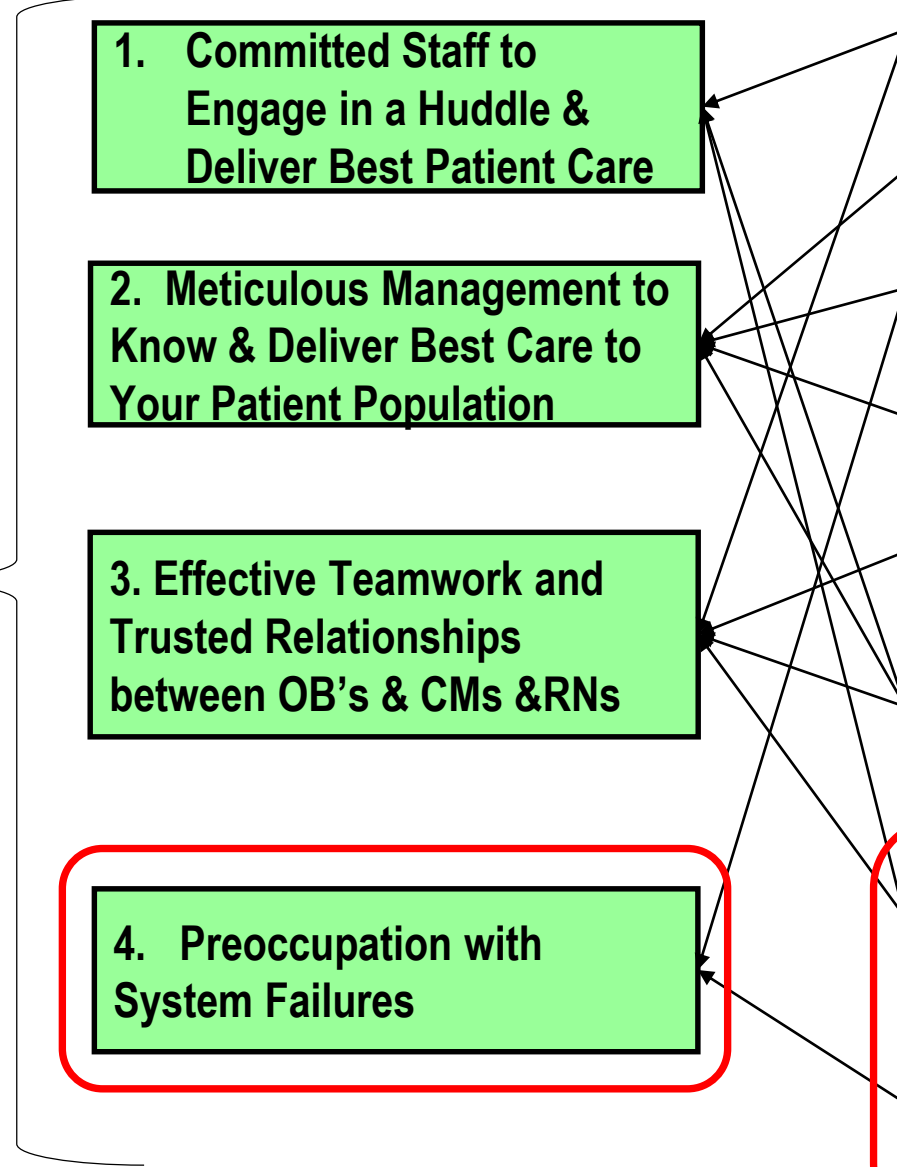 1. Committed Staff to
Engage in a Huddle &
Deliver Best Patient Care
2. Meticulous Management to
Know & Deliver Best Care to
Your Patient Population
3. Effective Teamwork and
Trusted Relationships
between OB’s & CMs &RNs
4. Preoccupation with
System Failures